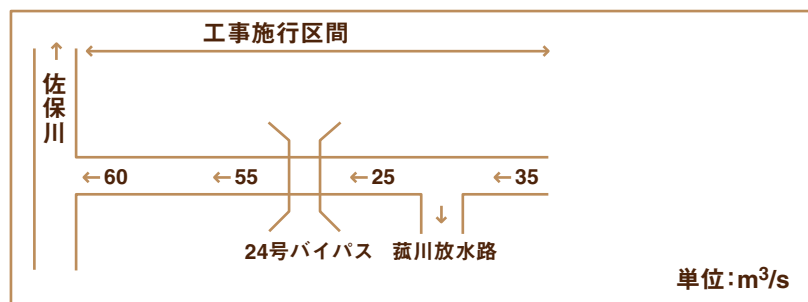 工事施行区間
佐保川
←60 ←55 ←25 ←35
24号バイパス 菰川放水路
単位：m³/s